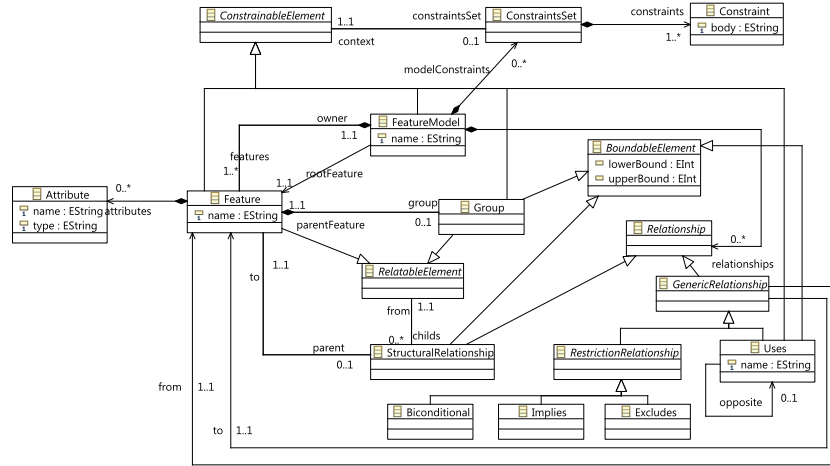 ConstrainableElement
1..1
context
constraintsSet
0..1
ConstraintsSet
constraints
1..*
Constraint
body : EString
modelConstraints
0..*
owner
1..1
FeatureModel
name : EString
features
1..*
rootFeature
1..1
BoundableElement
lowerBound : EInt
upperBound : EInt
Attribute
name : EString
type : EString
0..*
attributes
Feature
name : EString
1..1
parentFeature
group
0..1
Group
Relationship
0..*
relationships
to
1..1
RelatableElement
from
1..1
GenericRelationship
0..*
childs
parent
0..1
StructuralRelationship
RestrictionRelationship
Uses
name : EString
opposite
0..1
from
1..1
Biconditional
Implies
Excludes
to
1..1